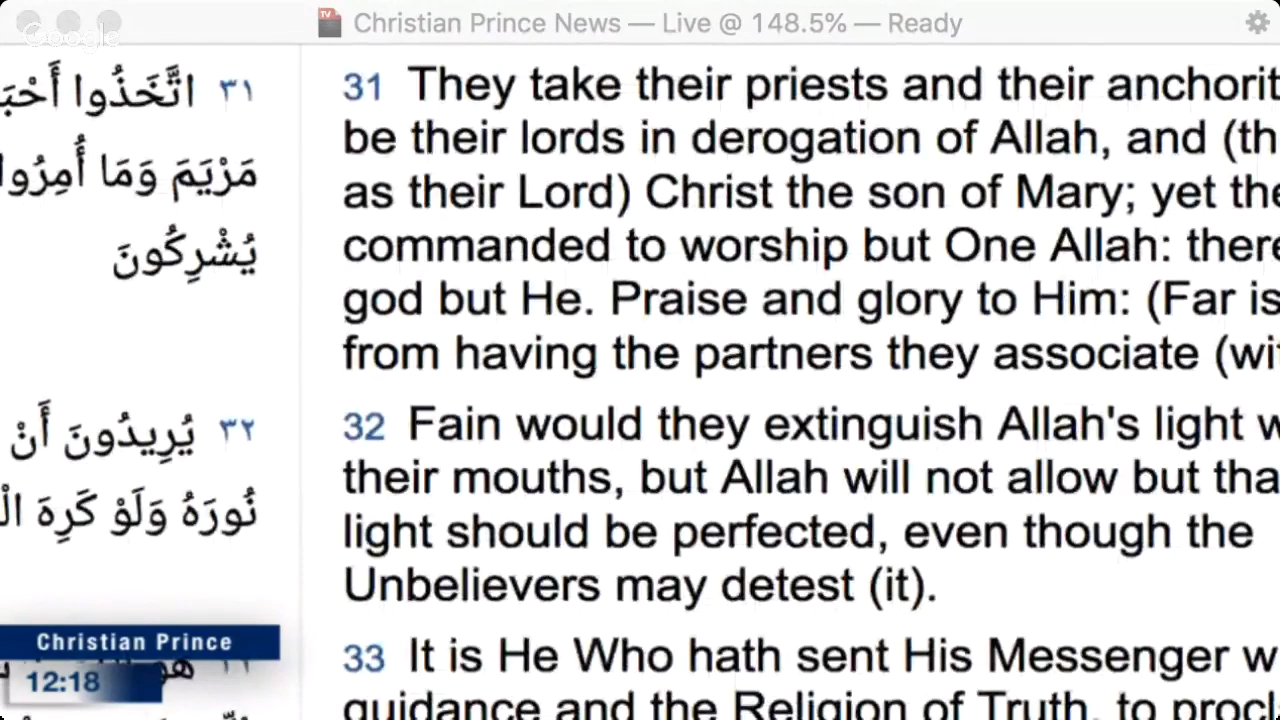 Google
Christian Prince News — Live @ 148.5% — Ready
٣١ اتَّخَذُوا
مَرْيَمَ وَمَا أُمِرُوا
يُشْرِكُونَ
31 They take their priests and their anchorit
be their lords in derogation of Allah, and (th
as their Lord) Christ the son of Mary; yet the
commanded to worship but One Allah: there
god but He. Praise and glory to Him: (Far is
from having the partners they associate (wit
٣٢ يُرِيدُونَ أَنْ
نُورَهُ وَلَوْ كَرِهَ
32 Fain would they extinguish Allah's light w
their mouths, but Allah will not allow but tha
light should be perfected, even though the
Unbelievers may detest (it).
33 It is He Who hath sent His Messenger w
guidance and the Religion of Truth, to procl
Christian Prince
12:18